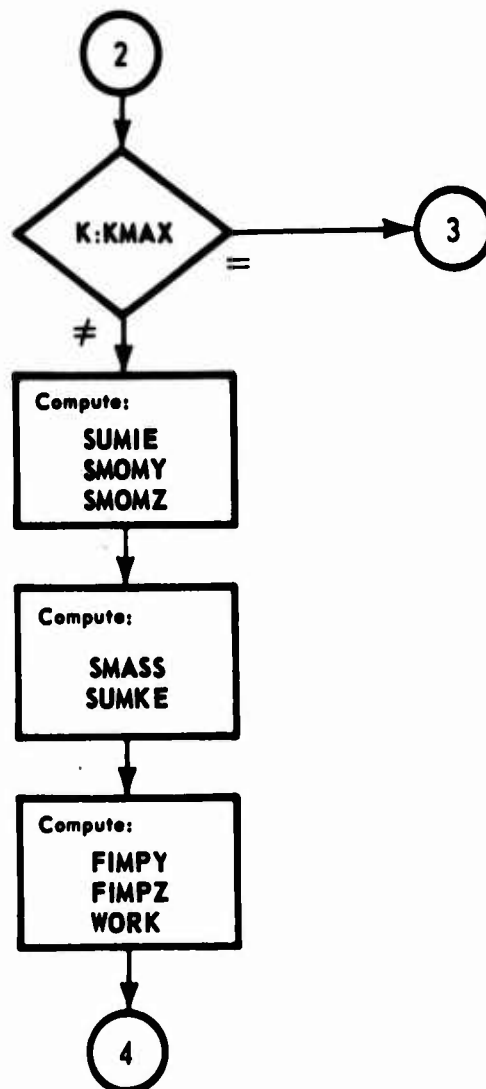 2
K:KMAX
3
=
≠
Compute:
SUMIE
SMOMY
SMOMZ
Compute:
SMASS
SUMKE
Compute:
FIMPY
FIMPZ
WORK
4